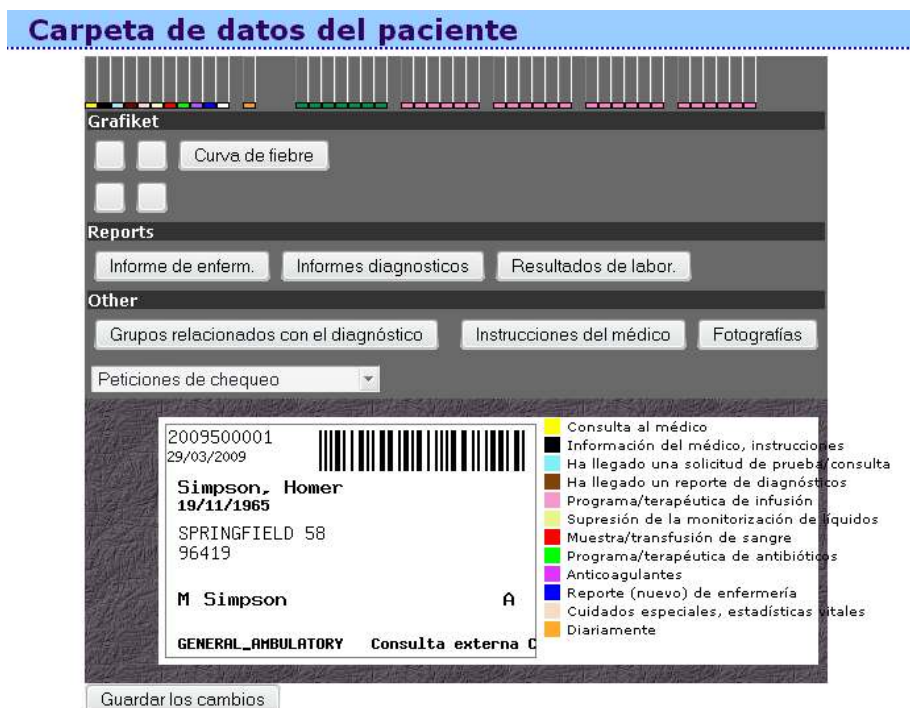 Carpeta de datos del paciente
Grafiket
Curva de fiebre
Reports
Informe de enferm. Informes diagnosticos Resultados de labor.
Other
Grupos relacionados con el diagnóstico Instrucciones del médico Fotografías
Peticiones de chequeo
2009500001
29/03/2009
Simpson, Homer
19/11/1965
SPRINGFIELD 58
96419
M Simpson A
GENERAL_AMBULATORY Consulta externa C
Consulta al médico
Información del médico, instrucciones
Ha llegado una solicitud de prueba/consulta
Ha llegado un reporte de diagnósticos
Programa/terapéutica de infusión
Supresión de la monitorización de líquidos
Muestra/transfusión de sangre
Programa/terapéutica de antibióticos
Anticoagulantes
Reporte (nuevo) de enfermería
Cuidados especiales, estadísticas vitales
Diariamente
Guardar los cambios